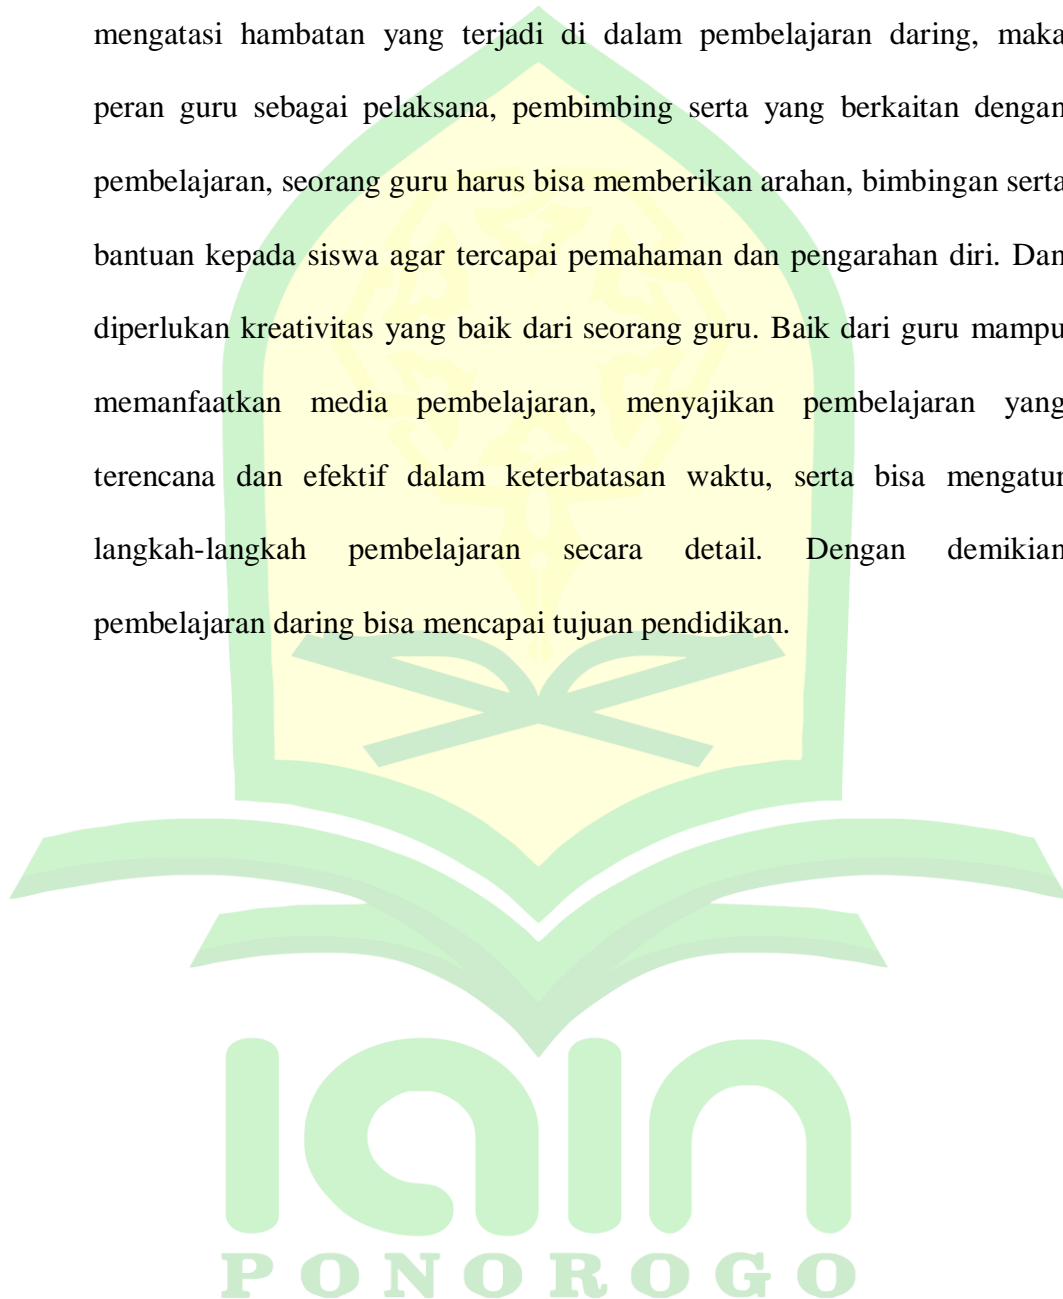 mengatasi hambatan yang terjadi di dalam pembelajaran daring, maka
peran guru sebagai pelaksana, pembimbing serta yang berkaitan dengan
pembelajaran, seorang guru harus bisa memberikan arahan, bimbingan serta
bantuan kepada siswa agar tercapai pemahaman dan pengarahan diri. Dan
diperlukan kreativitas yang baik dari seorang guru. Baik dari guru mampu
memanfaatkan media pembelajaran, menyajikan pembelajaran yang
terencana dan efektif dalam keterbatasan waktu, serta bisa mengatur
langkah-langkah pembelajaran secara detail. Dengan demikian
pembelajaran daring bisa mencapai tujuan pendidikan.
iain
PONOROGO